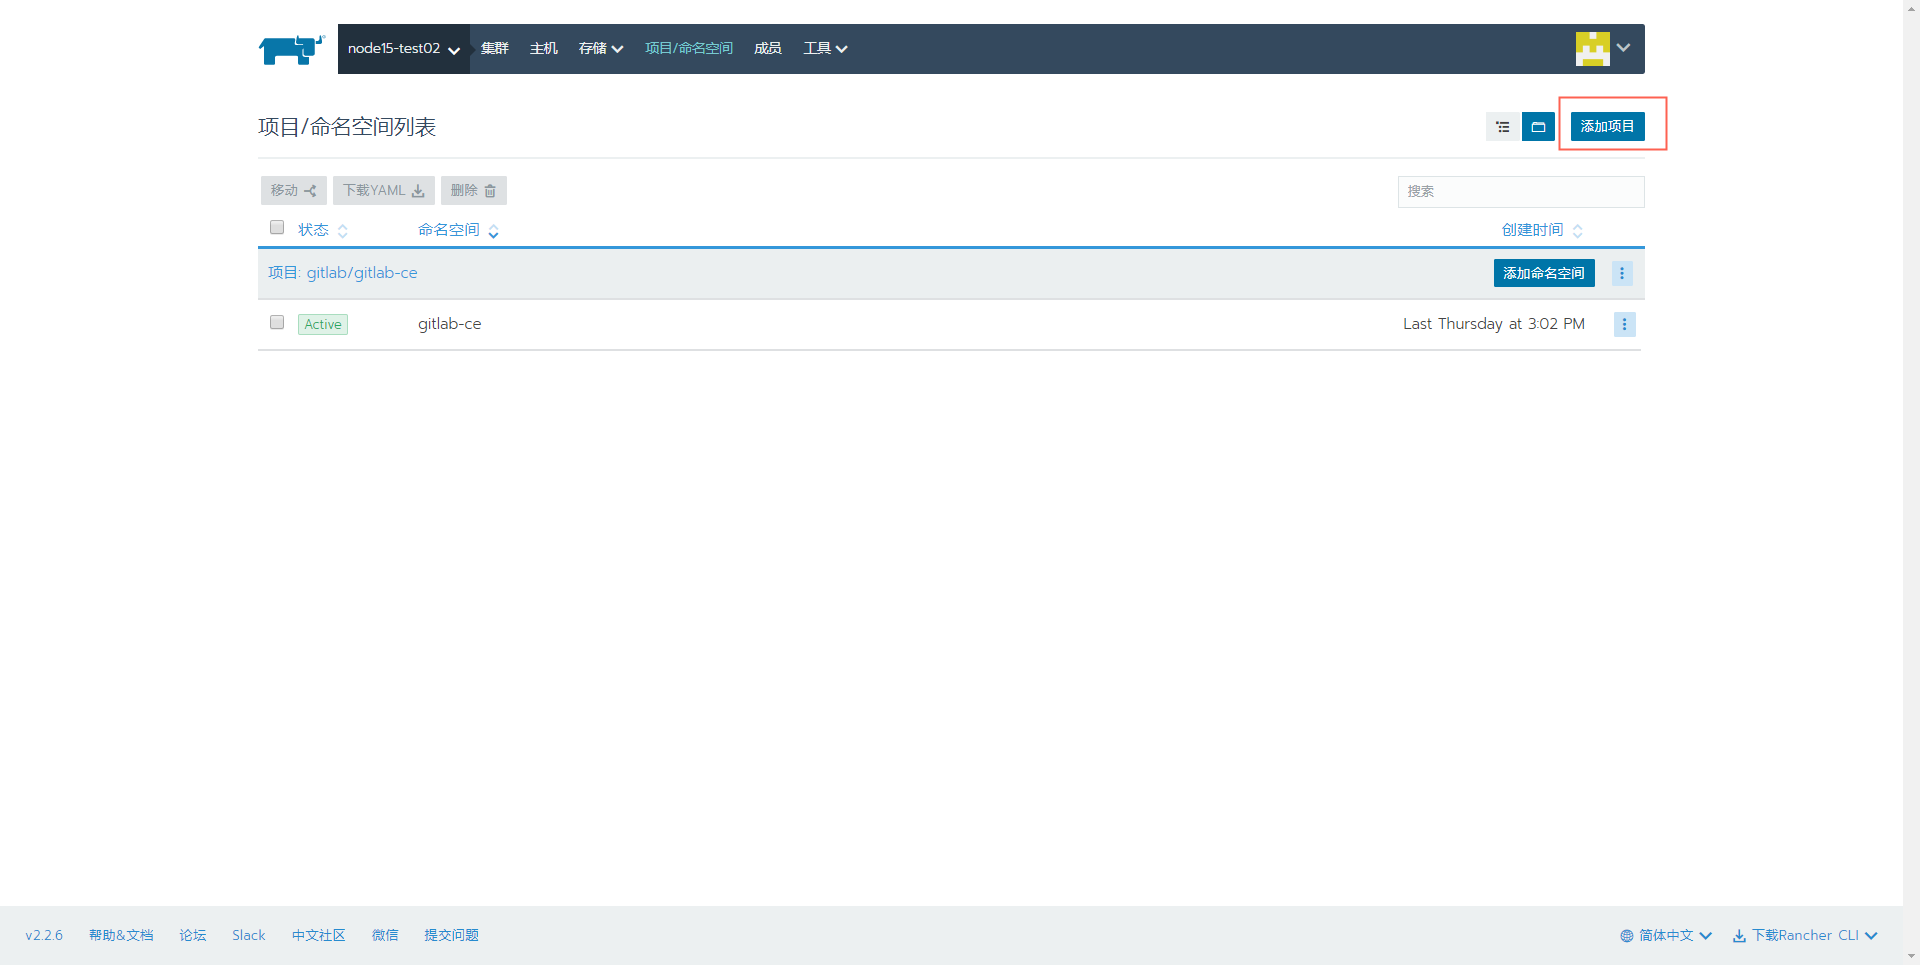 node15-test02 集群 主机 存储 项目/命名空间 成员 工具
项目/命名空间列表 添加项目
移动 下载YAML 删除 搜索
状态 命名空间 创建时间
项目: gitlab/gitlab-ce 添加命名空间
Active gitlab-ce Last Thursday at 3:02 PM
v2.2.6 帮助&文档 论坛 Slack 中文社区 微信 提交问题 简体中文 下载Rancher CLI